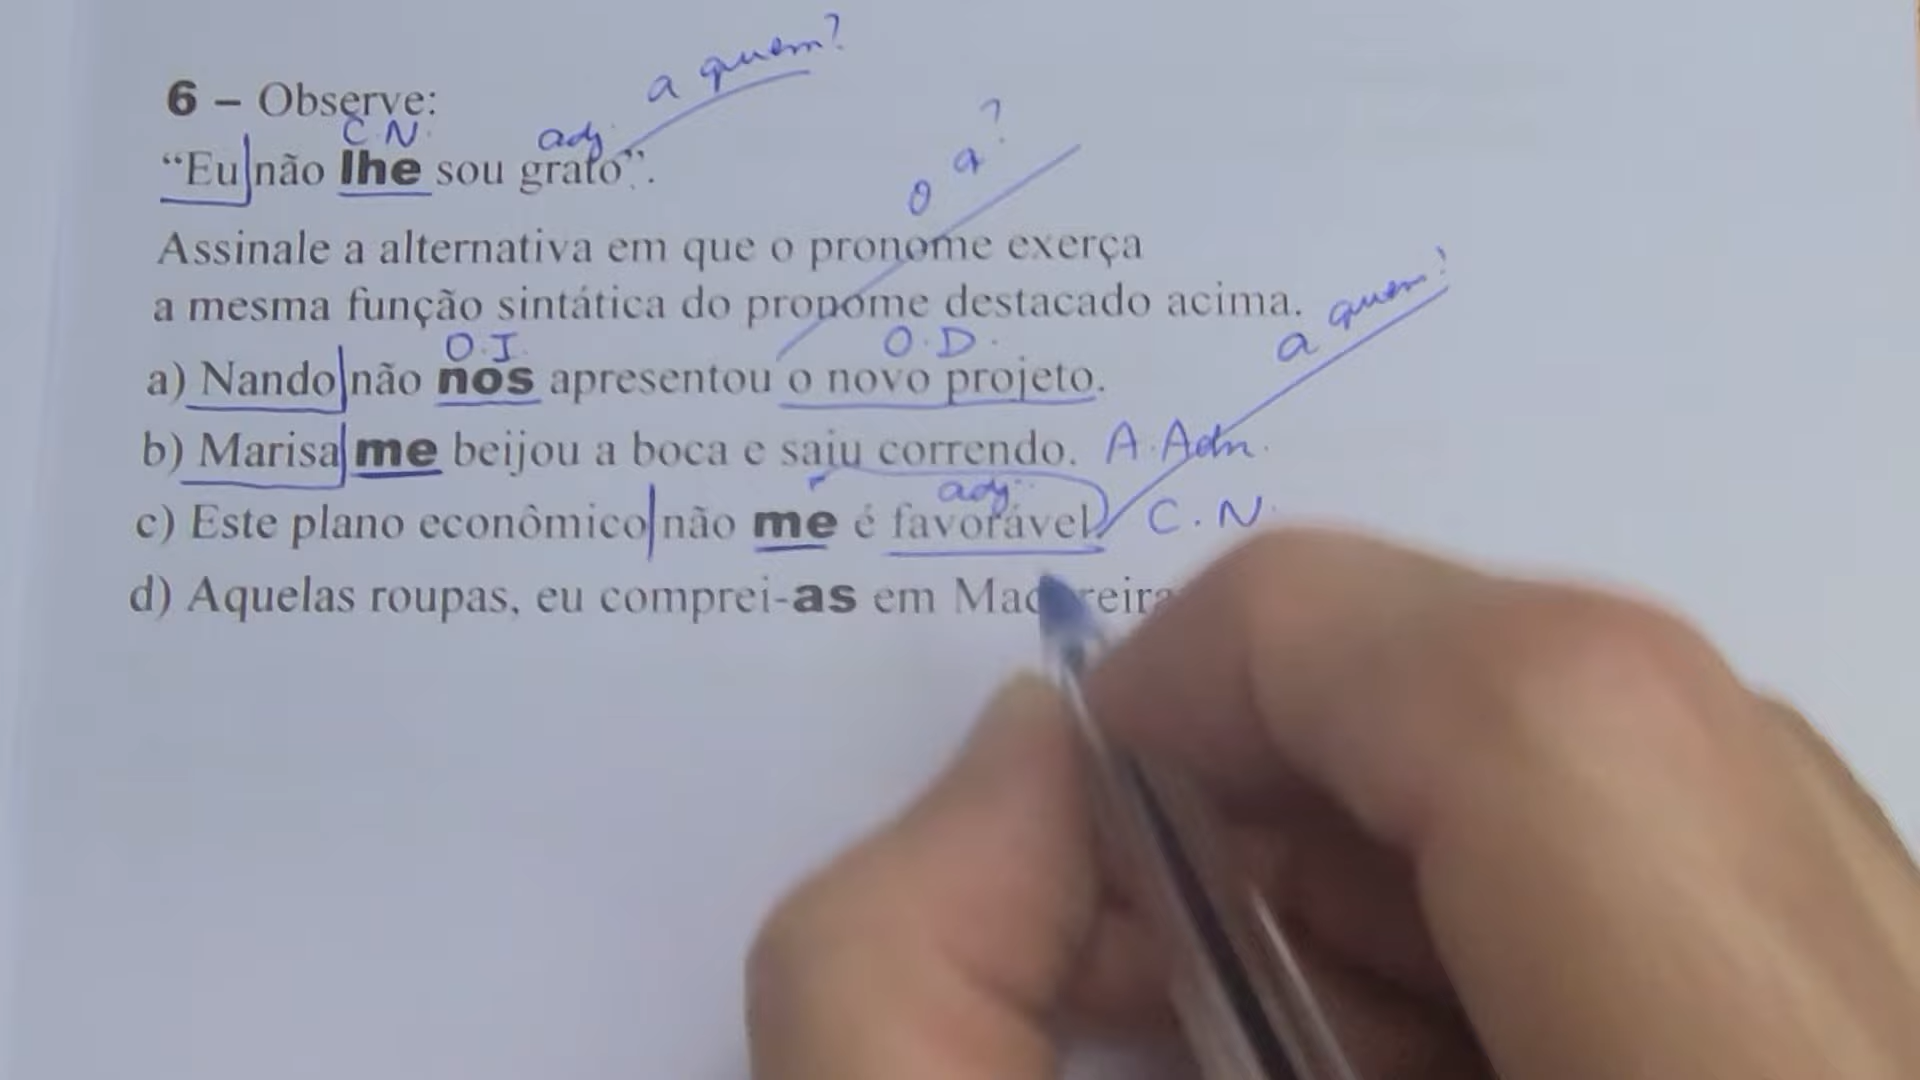 a quem?
6 – Observe:
C.N.
adj.
o q?
“Eu não lhe sou grato”.
Assinale a alternativa em que o pronome exerça
a mesma função sintática do pronome destacado acima.
a quem?
O.I.
O.D.
a) Nando não nos apresentou o novo projeto.
b) Marisa me beijou a boca e saiu correndo. A.Adn.
adj.
c) Este plano econômico não me é favorável. C.N.
d) Aquelas roupas, eu comprei-as em